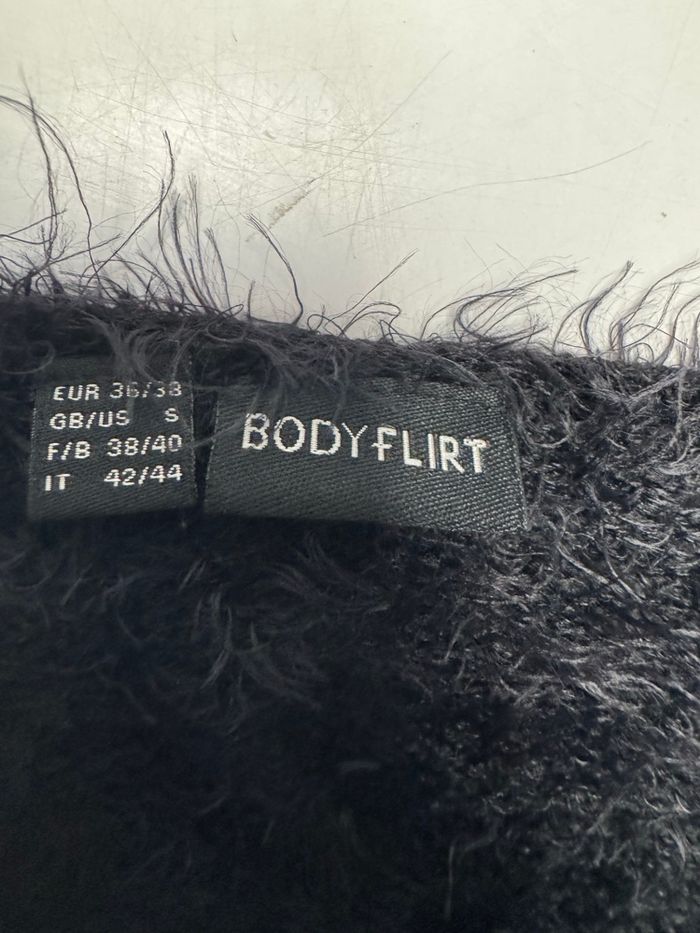 EUR 36/38
GB/US S
F/B 38/40
IT 42/44
BODYFLIRT